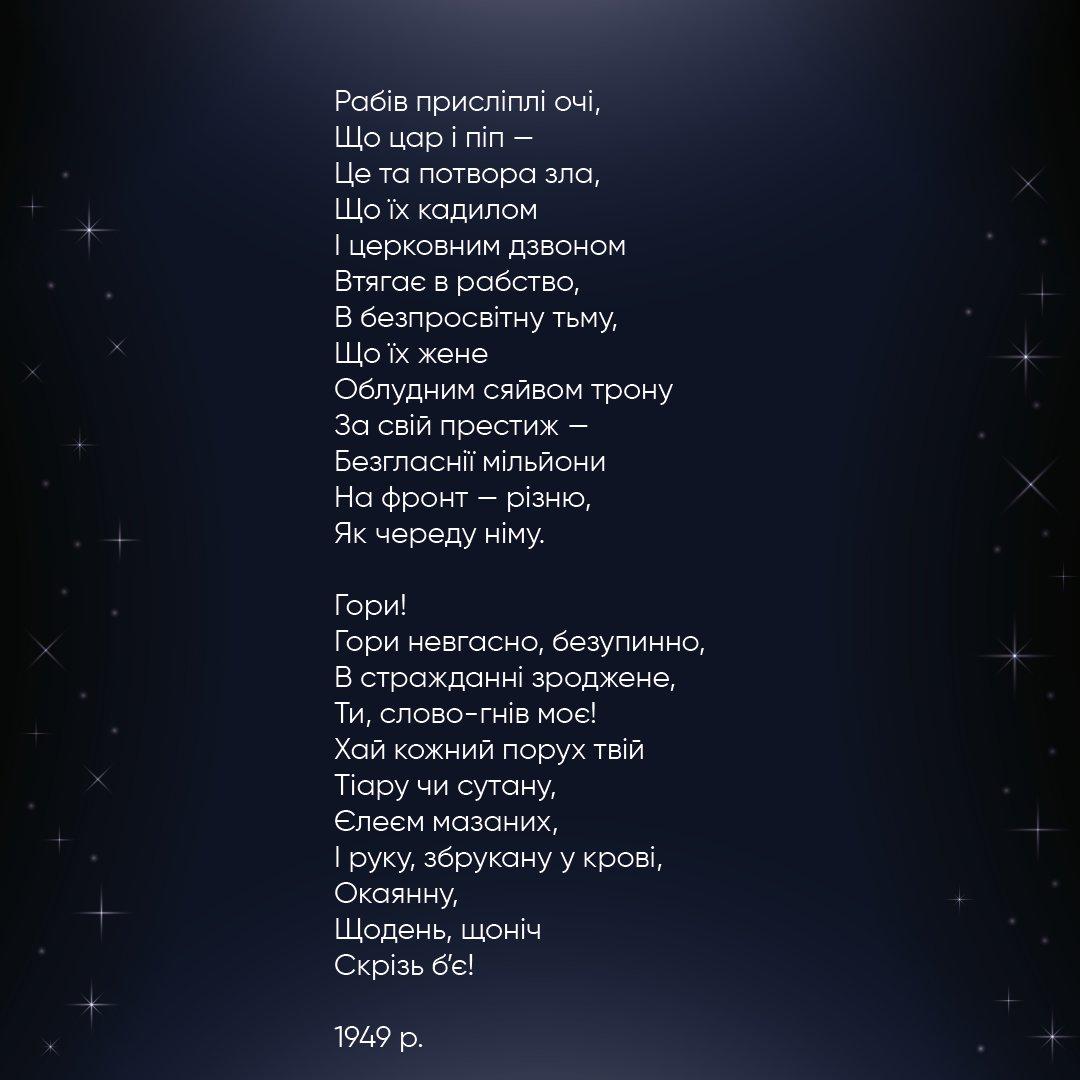 Рабів присліплі очі,
Що цар і піп —
Це та потвора зла,
Що їх кадилом
І церковним дзвоном
Втягає в рабство,
В безпросвітну тьму,
Що їх жене
Облудним сяйвом трону
За свій престиж —
Безгласнії мільйони
На фронт — різню,
Як череду німу.

Гори!
Гори невгасно, безупинно,
В стражданні зроджене,
Ти, слово-гнів моє!
Хай кожний порух твій
Тіару чи сутану,
Єлеєм мазаних,
І руку, збрукану у крові,
Окаянну,
Щодень, щоніч
Скрізь б’є!

1949 р.